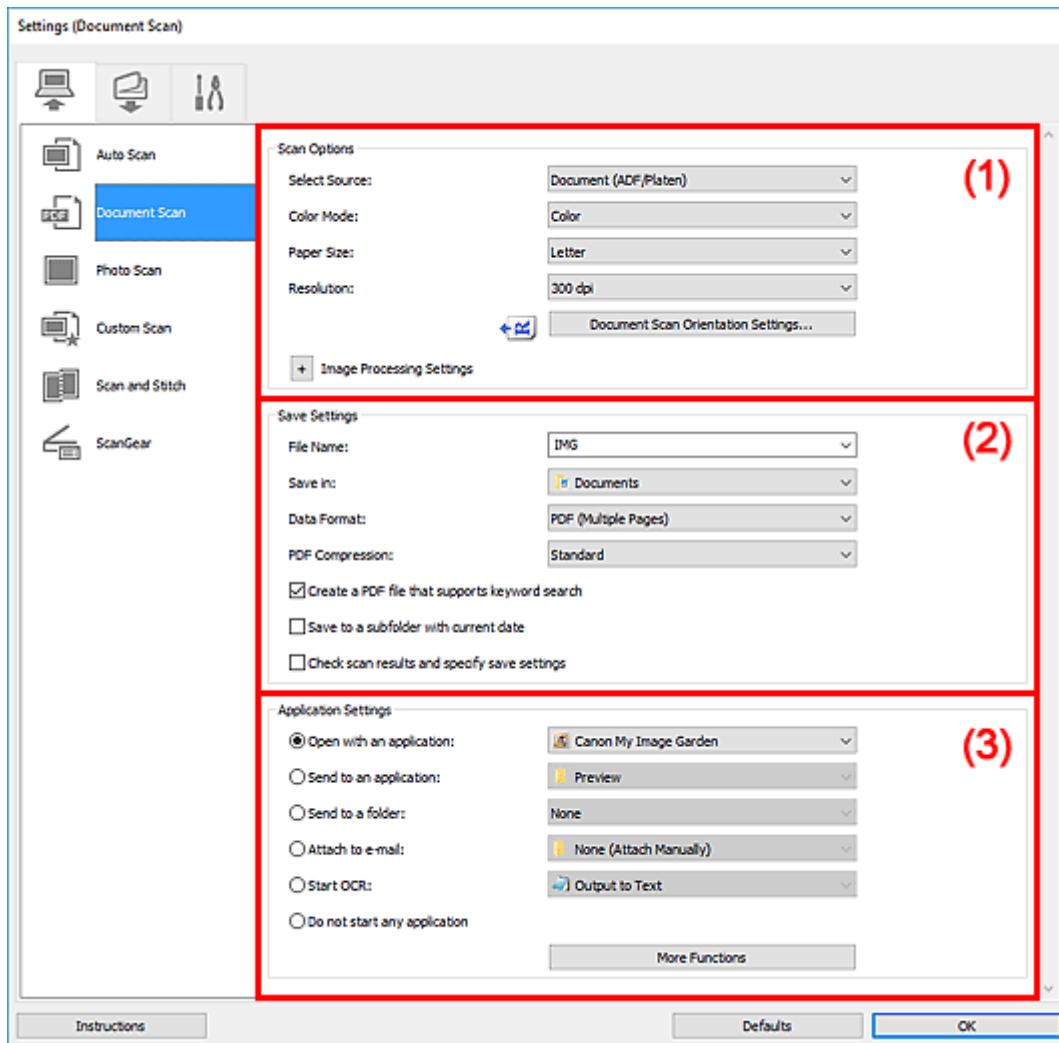 Settings (Document Scan)
Auto Scan
PDF
Document Scan
Photo Scan
Custom Scan
Scan and Stitch
ScanGear
Scan Options
(1)
Select Source: Document (ADF/Platen)
Color Mode: Color
Paper Size: Letter
Resolution: 300 dpi
R Document Scan Orientation Settings...
+ Image Processing Settings
Save Settings
(2)
File Name: IMG
Save in: Documents
Data Format: PDF (Multiple Pages)
PDF Compression: Standard
Create a PDF file that supports keyword search
Save to a subfolder with current date
Check scan results and specify save settings
Application Settings
(3)
Open with an application: Canon My Image Garden
Send to an application: Preview
Send to a folder: None
Attach to e-mail: None (Attach Manually)
Start OCR: Output to Text
Do not start any application
More Functions
Instructions Defaults OK